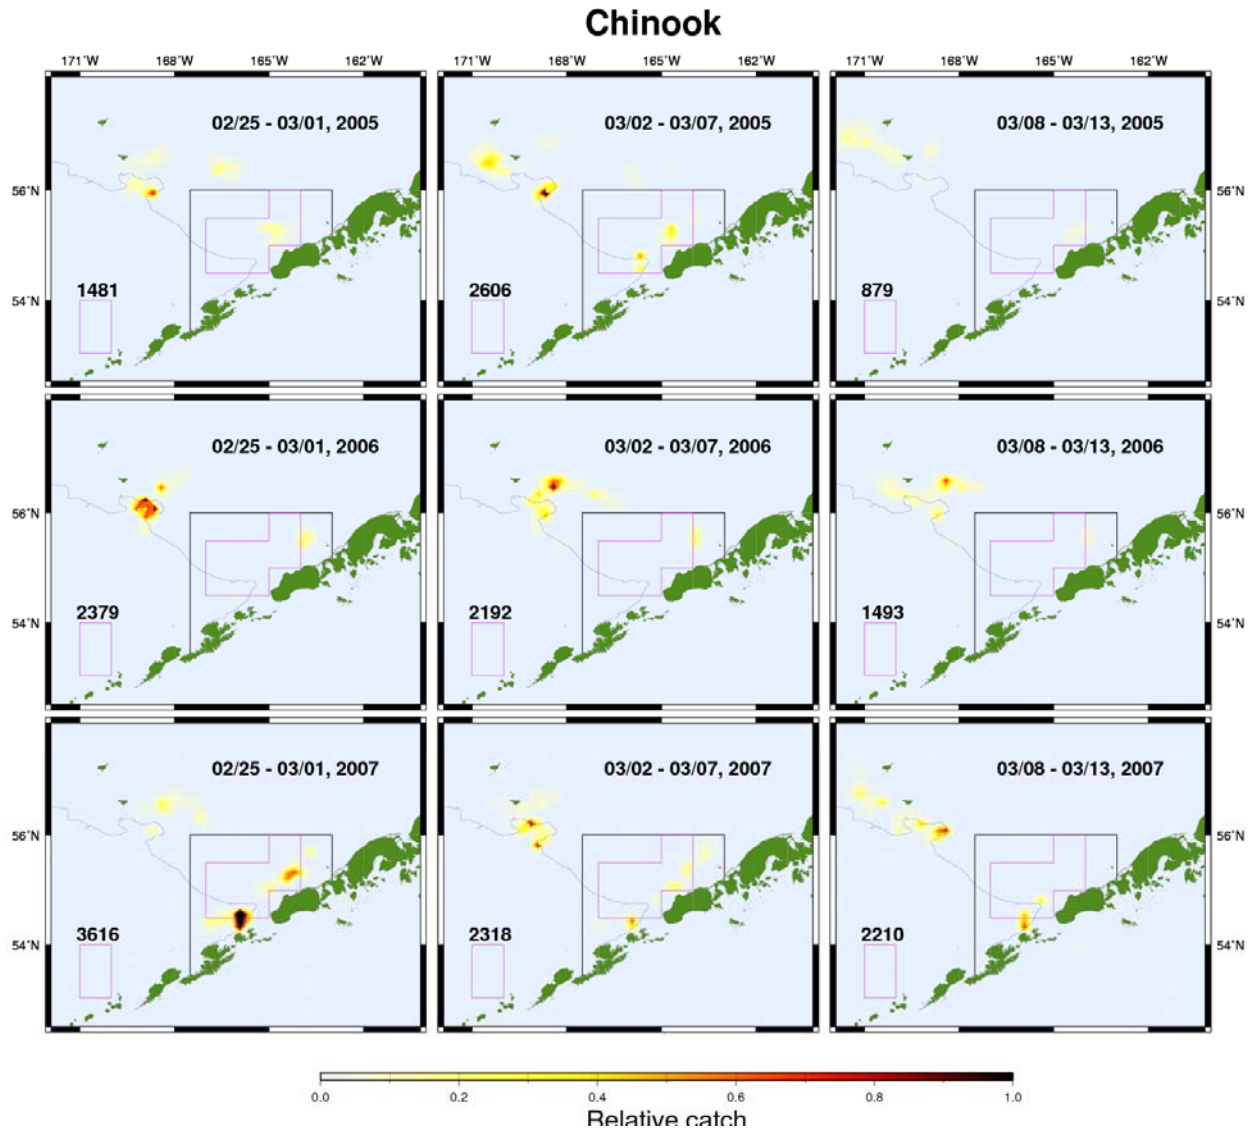 Chinook
171°W 168°W 165°W 162°W 171°W 168°W 165°W 162°W 171°W 168°W 165°W 162°W
02/25 - 03/01, 2005 03/02 - 03/07, 2005 03/08 - 03/13, 2005
56°N 56°N
1481 2606 879
54°N 54°N
02/25 - 03/01, 2006 03/02 - 03/07, 2006 03/08 - 03/13, 2006
56°N 56°N
2379 2192 1493
54°N 54°N
02/25 - 03/01, 2007 03/02 - 03/07, 2007 03/08 - 03/13, 2007
56°N 56°N
3616 2318 2210
54°N 54°N
0.0 0.2 0.4 0.6 0.8 1.0
Relative catch